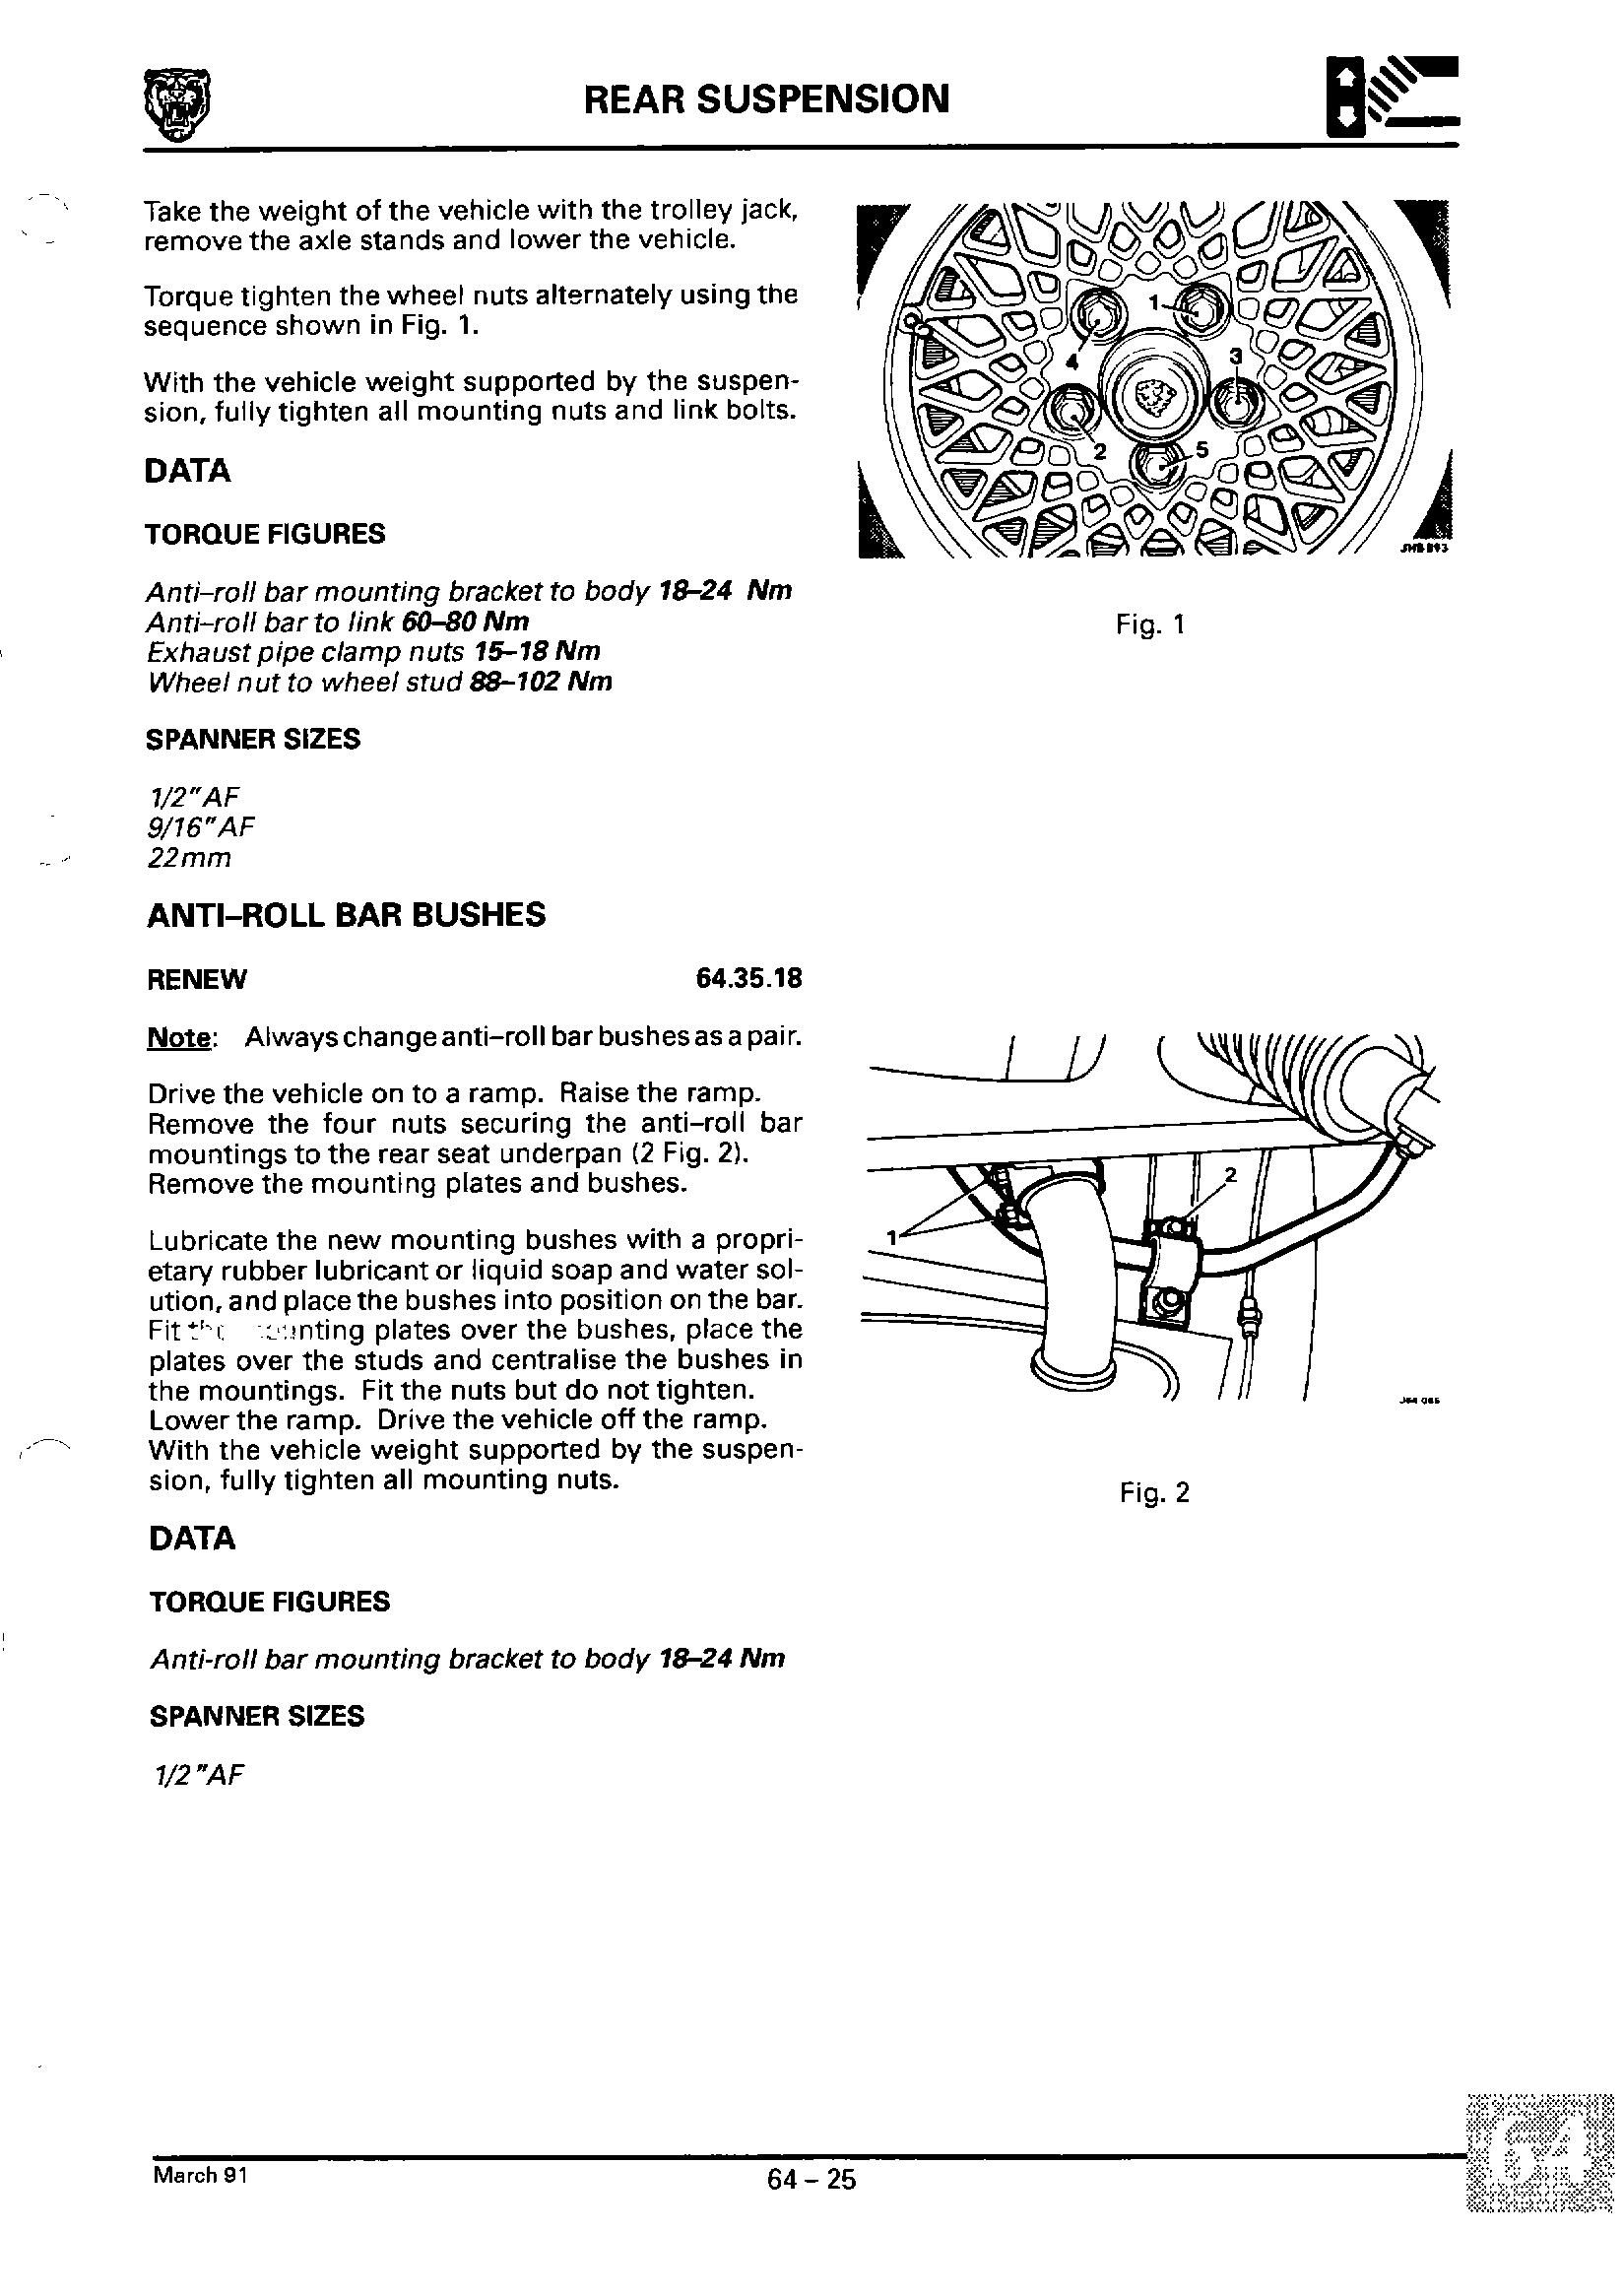 REAR SUSPENSION
Take the weight of the vehicle with the trolley jack,
remove the axle stands and lower the vehicle.
Torque tighten the wheel nuts alternately using the
sequence shown in Fig. 1.
With the vehicle weight supported by the suspen-
sion, fully tighten all mounting nuts and link bolts.
DATA
TORQUE FIGURES
Anti–roll bar mounting bracket to body 18–24 Nm
Anti–roll bar to link 60–80 Nm
Exhaust pipe clamp nuts 15–18 Nm
Wheel nut to wheel stud 88–102 Nm
SPANNER SIZES
1/2"AF
9/16"AF
22mm
ANTI–ROLL BAR BUSHES
RENEW 64.35.18
Note: Always change anti–roll bar bushes as a pair.
Drive the vehicle on to a ramp. Raise the ramp.
Remove the four nuts securing the anti–roll bar
mountings to the rear seat underpan (2 Fig. 2).
Remove the mounting plates and bushes.
Lubricate the new mounting bushes with a propri-
etary rubber lubricant or liquid soap and water sol-
ution, and place the bushes into position on the bar.
Fit plates over the bushes, place the
plates over the studs and centralise the bushes in
the mountings. Fit the nuts but do not tighten.
Lower the ramp. Drive the vehicle off the ramp.
With the vehicle weight supported by the suspen-
sion, fully tighten all mounting nuts.
DATA
TORQUE FIGURES
Anti-roll bar mounting bracket to body 18–24 Nm
SPANNER SIZES
1/2"AF
1
4
3
2
5
Fig. 1
2
1
Fig. 2
March 91
64 – 25
64